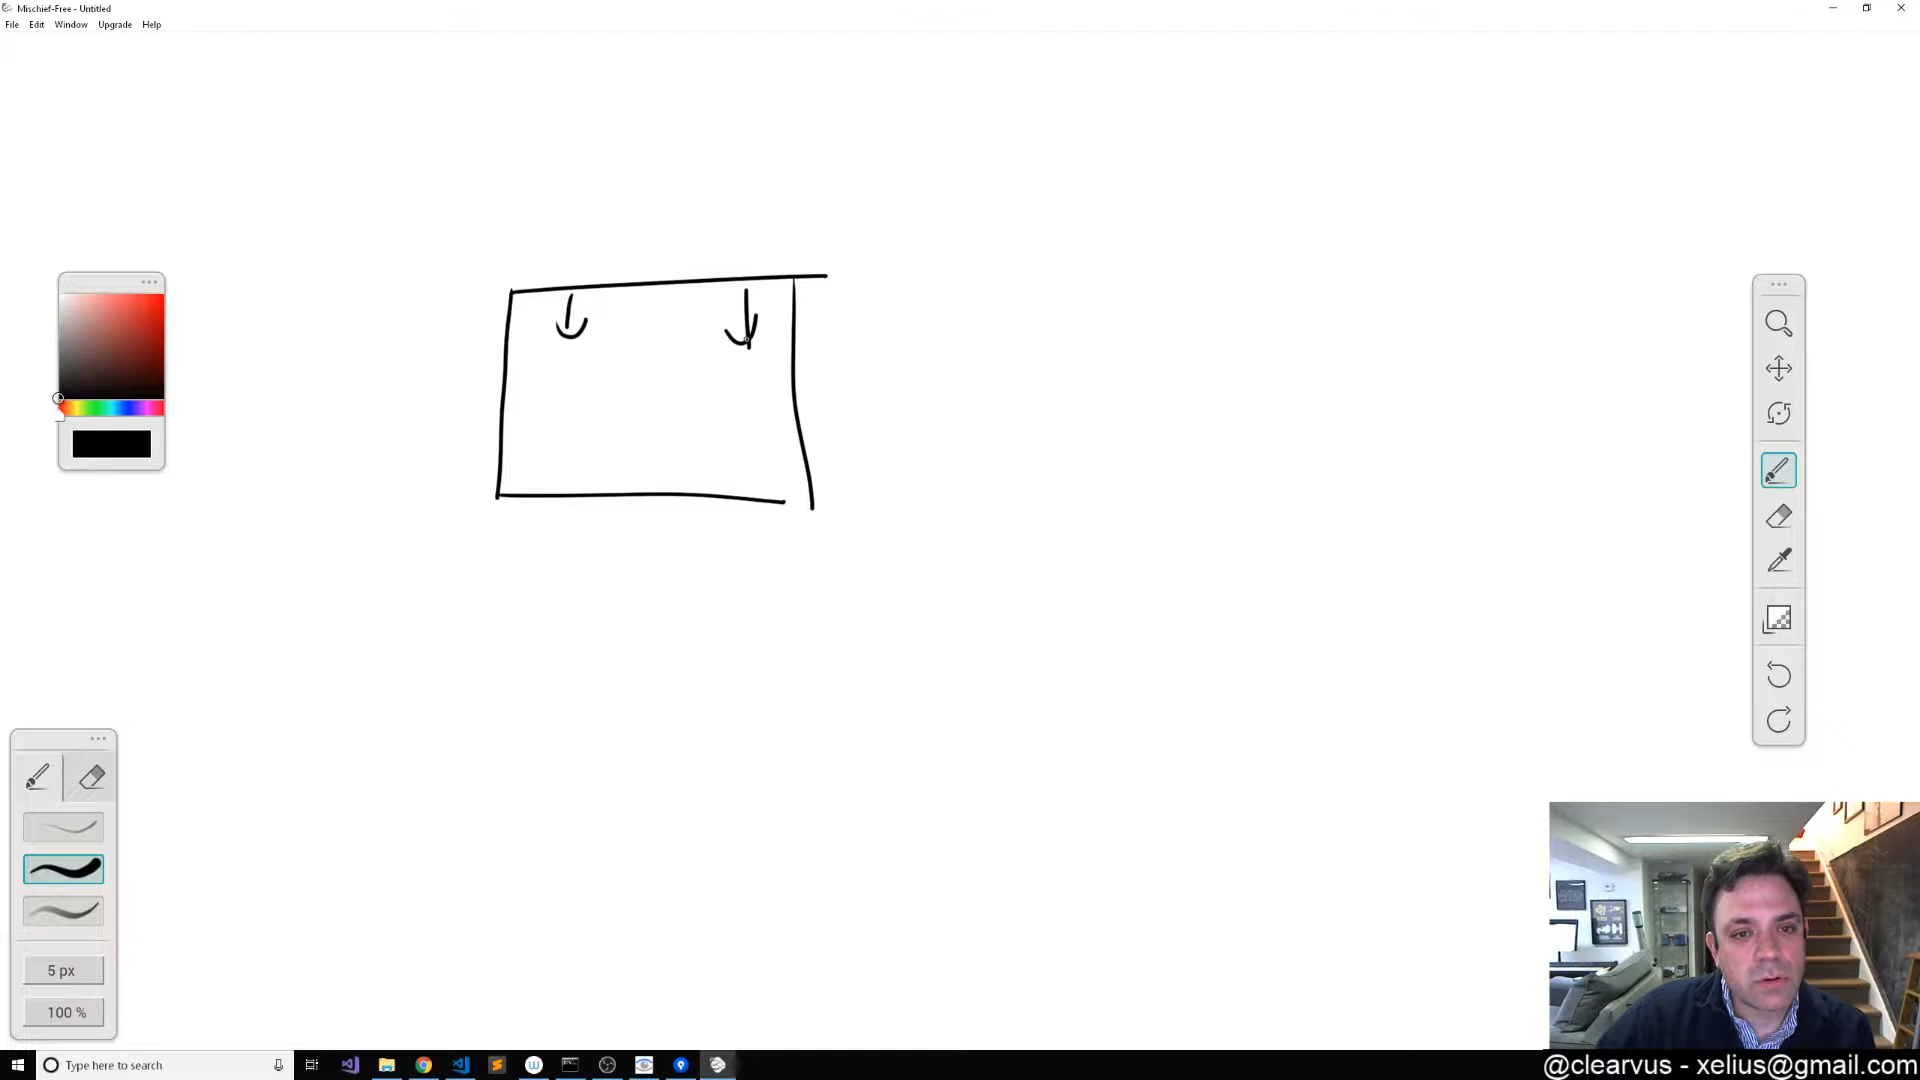 Mischief-Free - Untitled
File Edit Window Upgrade Help
5 px
100 %
Type here to search
@clearvus - xelius@gmail.com